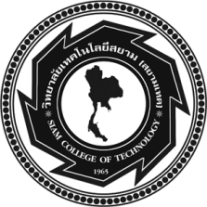 วิทยาลัยเทคโนโลยีสยาม (สยามเทค)
SIAM COLLEGE OF TECHNOLOGY
1965